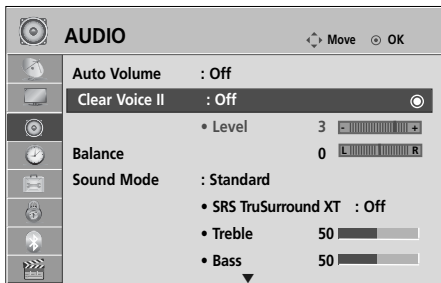 AUDIO Move OK
Auto Volume : Off
Clear Voice II : Off
• Level 3 - +
Balance 0 L R
Sound Mode : Standard
• SRS TruSurround XT : Off
• Treble 50
• Bass 50